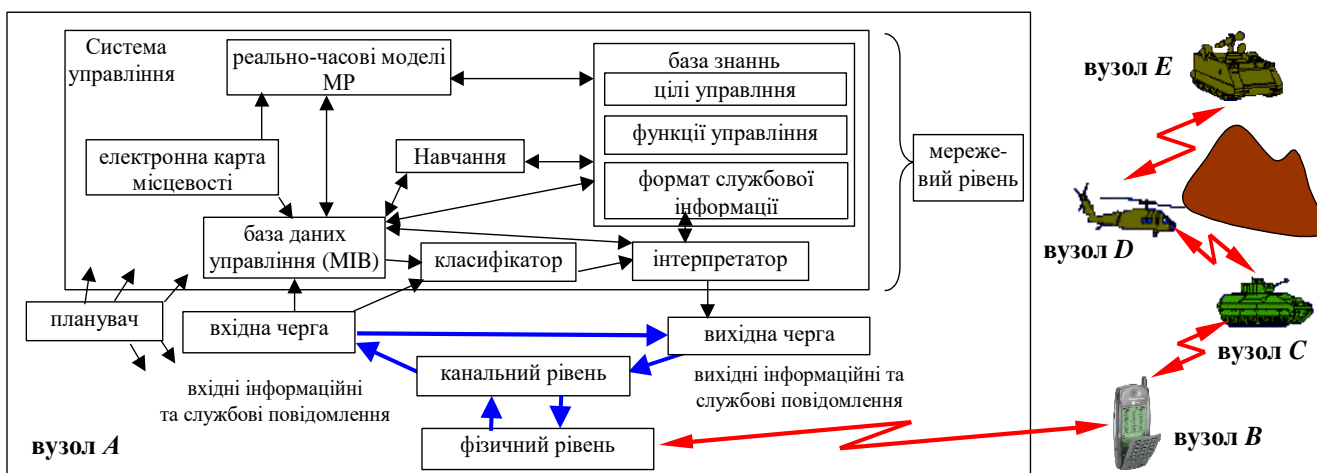 Система
управління
реально-часові моделі
МР
база знаннь
цілі управлння
функції управління
формат службової
інформації
електронна карта
місцевості
Навчання
мереже-
вий рівень
база даних
управління (MIB)
класифікатор
інтерпретатор
планувач
вхідна черга
вихідна черга
канальний рівень
вхідні інформаційні
та службові повідомлення
вихідні інформаційні та
службові повідомлення
фізичний рівень
вузол A
вузол E
вузол D
вузол C
вузол B